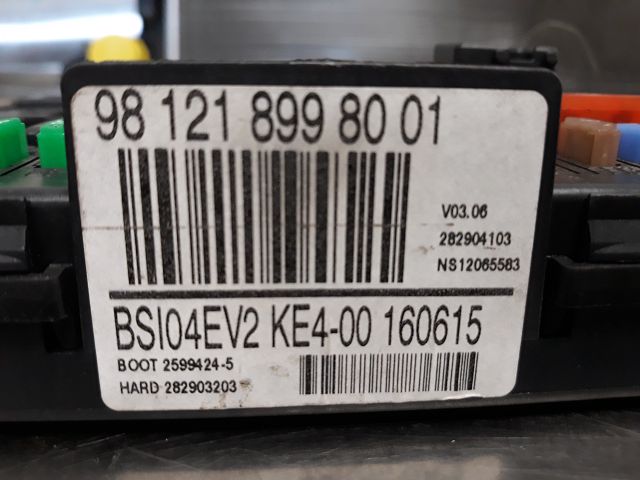 98 121 899 80 01
V03.06
282904103
NS12065583
BSI04EV2 KE4-00 160615
BOOT 2599424-5
HARD 282903203